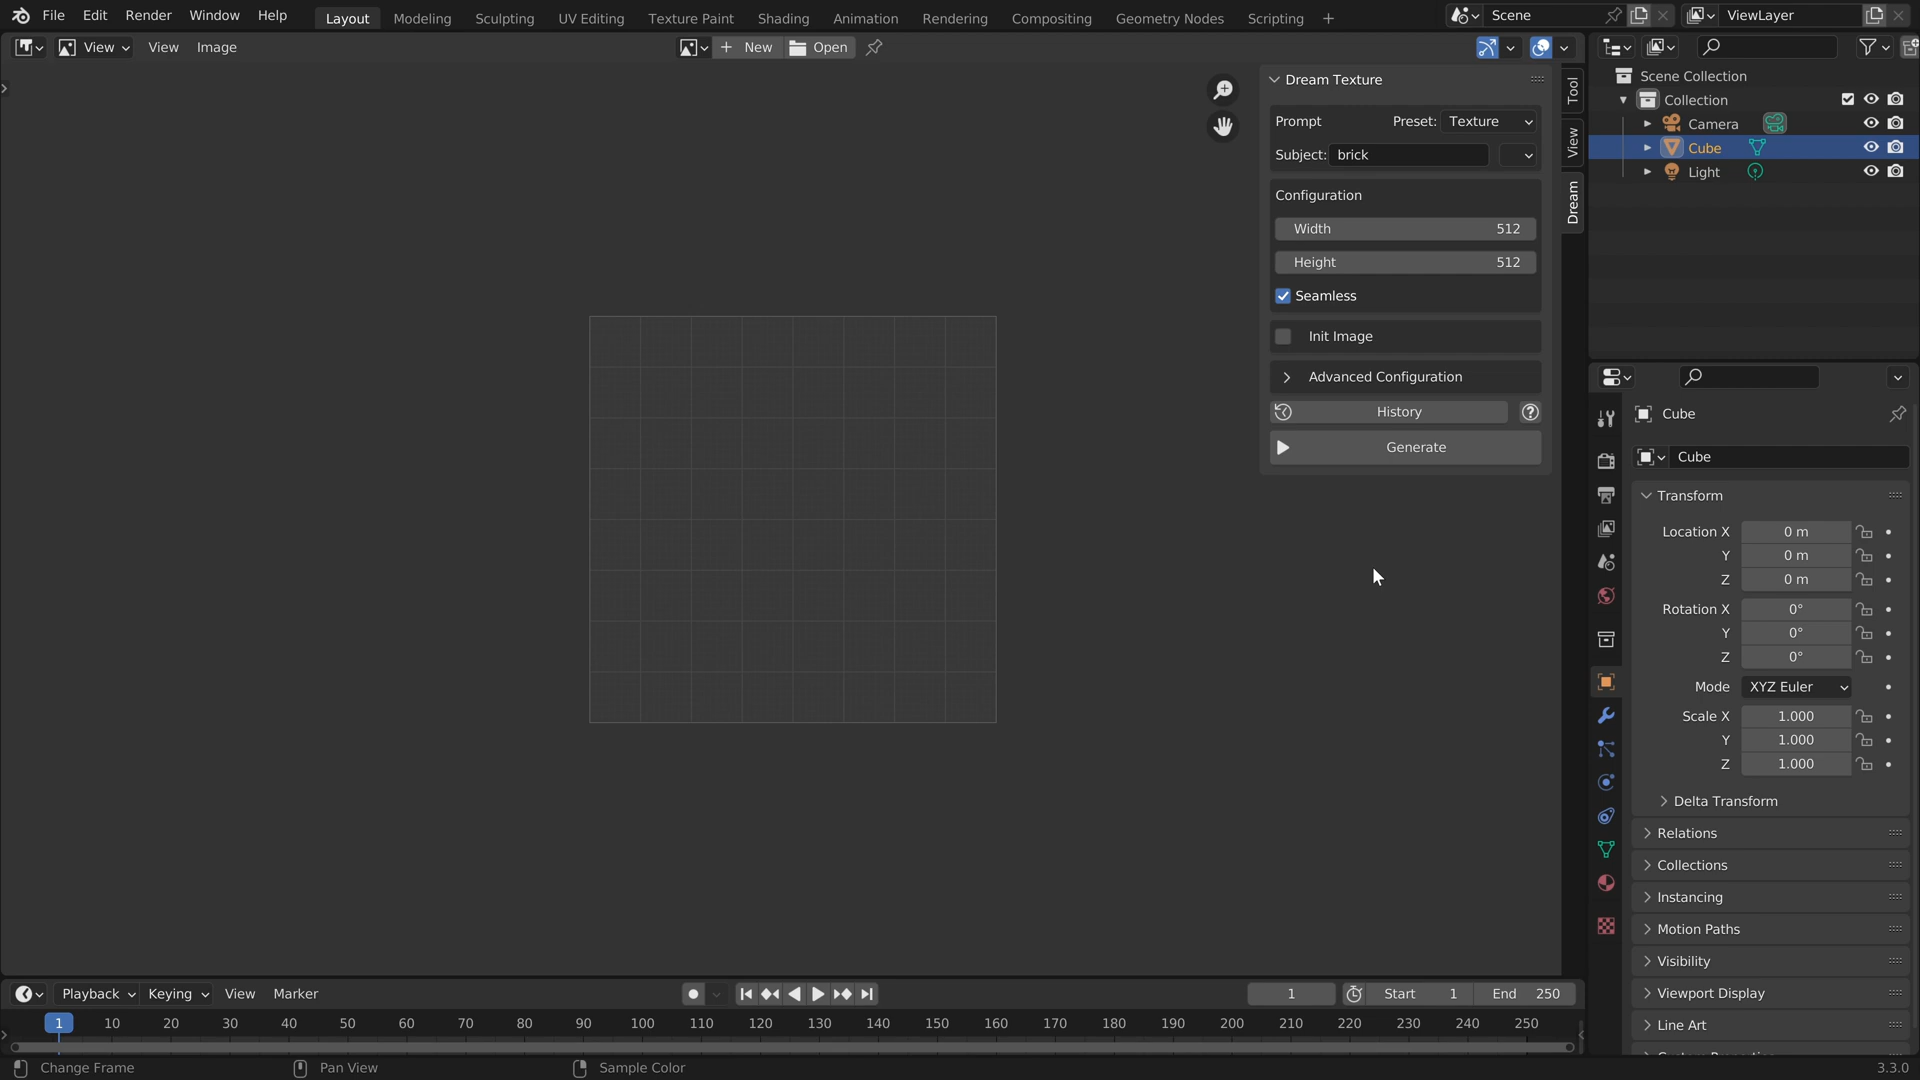 File Edit Render Window Help Layout Modeling Sculpting UV Editing Texture Paint Shading Animation Rendering Compositing Geometry Nodes Scripting + Scene ViewLayer
View View Image + New Open
Dream Texture
Prompt Preset: Texture
Subject: brick
Configuration
Width 512
Height 512
Seamless
Init Image
Advanced Configuration
History ?
Generate
Tool
View
Dream
Scene Collection
Collection
Camera
Cube
Light
Cube
Cube
Transform
Location X 0 m
Y 0 m
Z 0 m
Rotation X 0°
Y 0°
Z 0°
Mode XYZ Euler
Scale X 1.000
Y 1.000
Z 1.000
Delta Transform
Relations
Collections
Instancing
Motion Paths
Visibility
Viewport Display
Line Art
Playback Keying View Marker 1 Start 1 End 250
1 10 20 30 40 50 60 70 80 90 100 110 120 130 140 150 160 170 180 190 200 210 220 230 240 250
Change Frame Pan View Sample Color 3.3.0